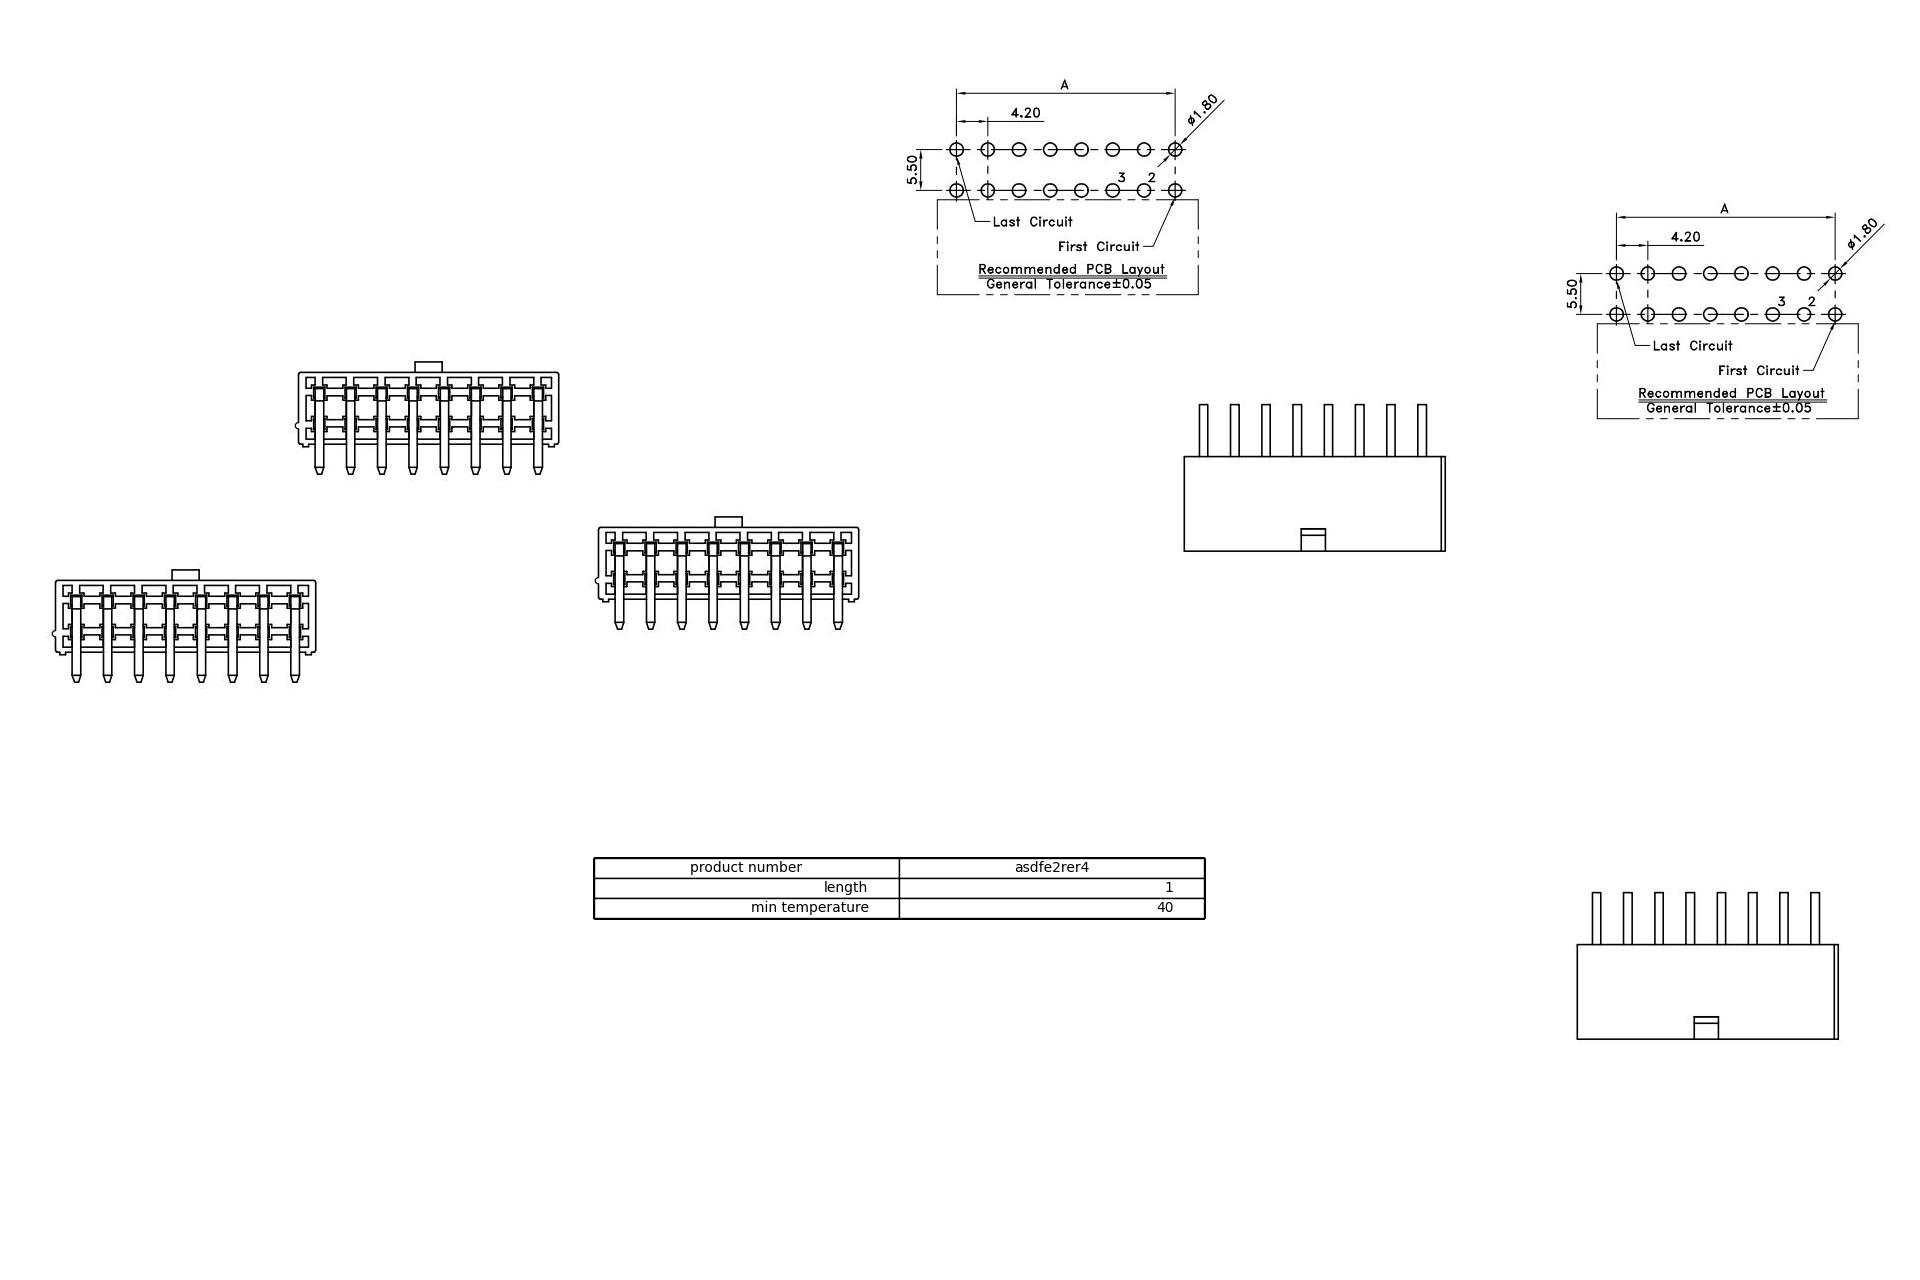 A
4.20
ø1.80
5.50
3 2
Last Circuit
First Circuit
Recommended PCB Layout
General Tolerance±0.05
A
4.20
ø1.80
5.50
3 2
Last Circuit
First Circuit
Recommended PCB Layout
General Tolerance±0.05
product number asdfe2rer4
length 1
min temperature 40